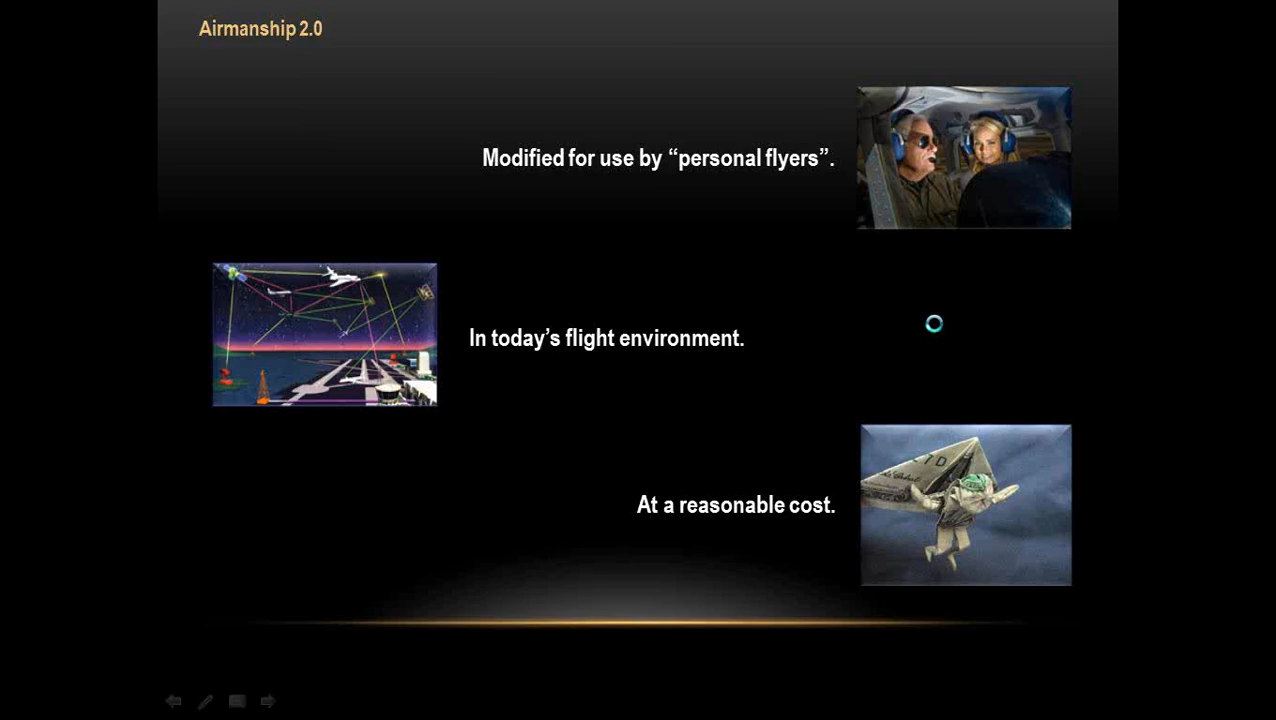 Airmanship 2.0
Modified for use by “personal flyers”.
In today’s flight environment.
At a reasonable cost.